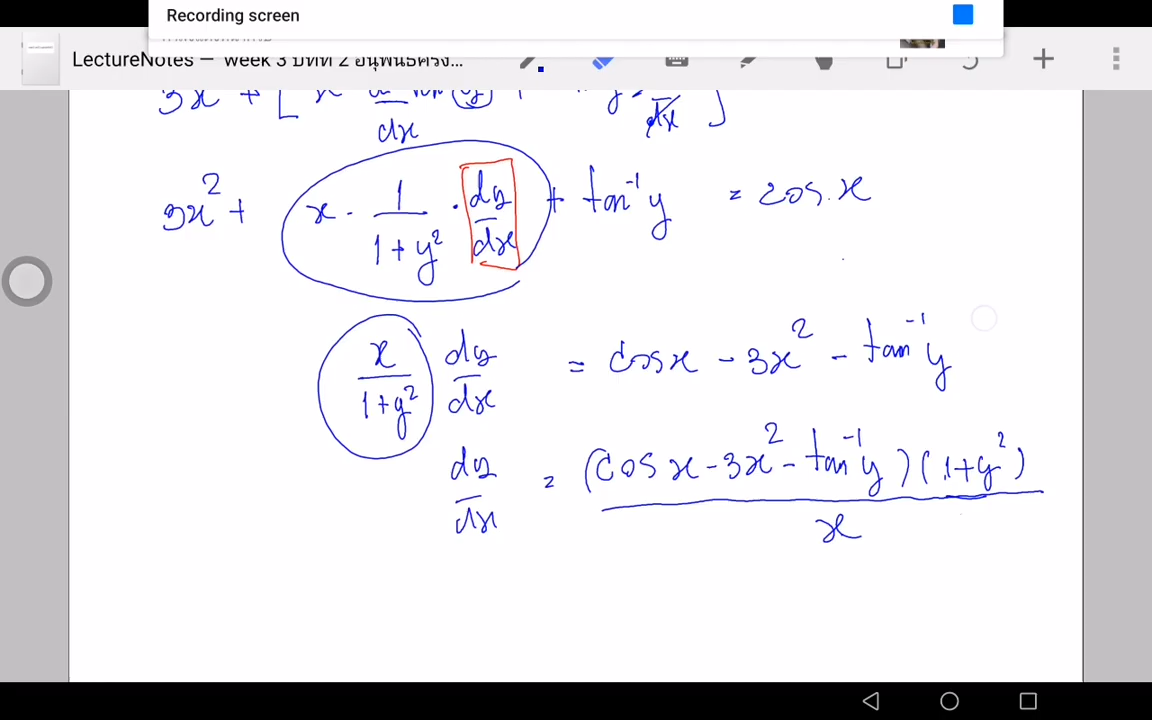 Recording screen
LectureNotes — week 3 บทที่ 2 อนุพันธ์ครั้ง...
3x² + x · 1/(1+y²) · dy/dx + tan⁻¹y = cos x
x/(1+y²) dy/dx = cos x - 3x² - tan⁻¹y
dy/dx = (cos x - 3x² - tan⁻¹y)(1+y²)/x